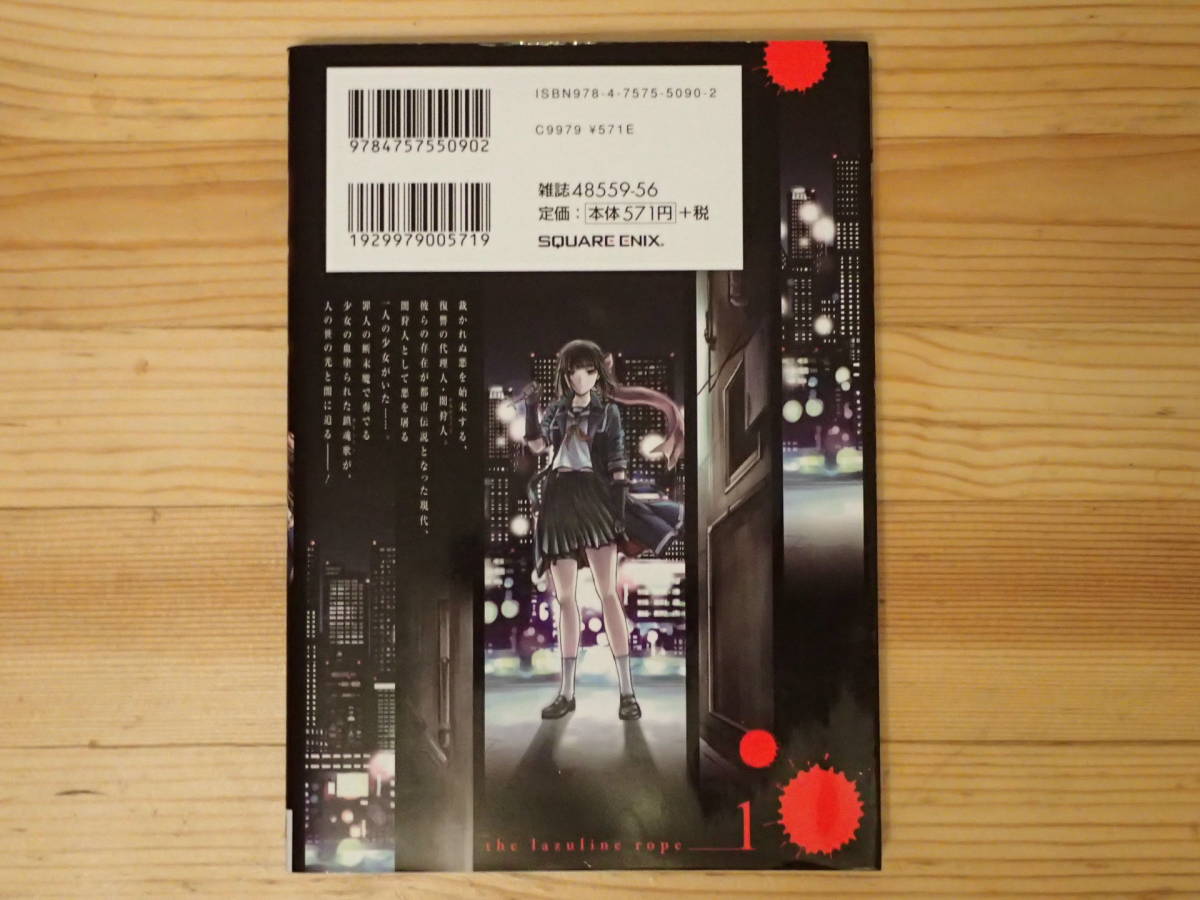 ISBN978-4-7575-5090-2
C9979 ¥571E
9784757550902
雑誌 48559-56
定価：本体571円＋税
1929979005719
SQUARE ENIX®
裁かれぬ悪を始末する、
復讐の代理人・闇狩人。
彼らの存在が都市伝説となった現代、
闇狩人として悪を屠る
一人の少女がいた――。
罪人の断末魔で奏でる
少女の血塗られた鎮魂歌が、
人の世の光と闇に迫る――！
the lazuline rope 1